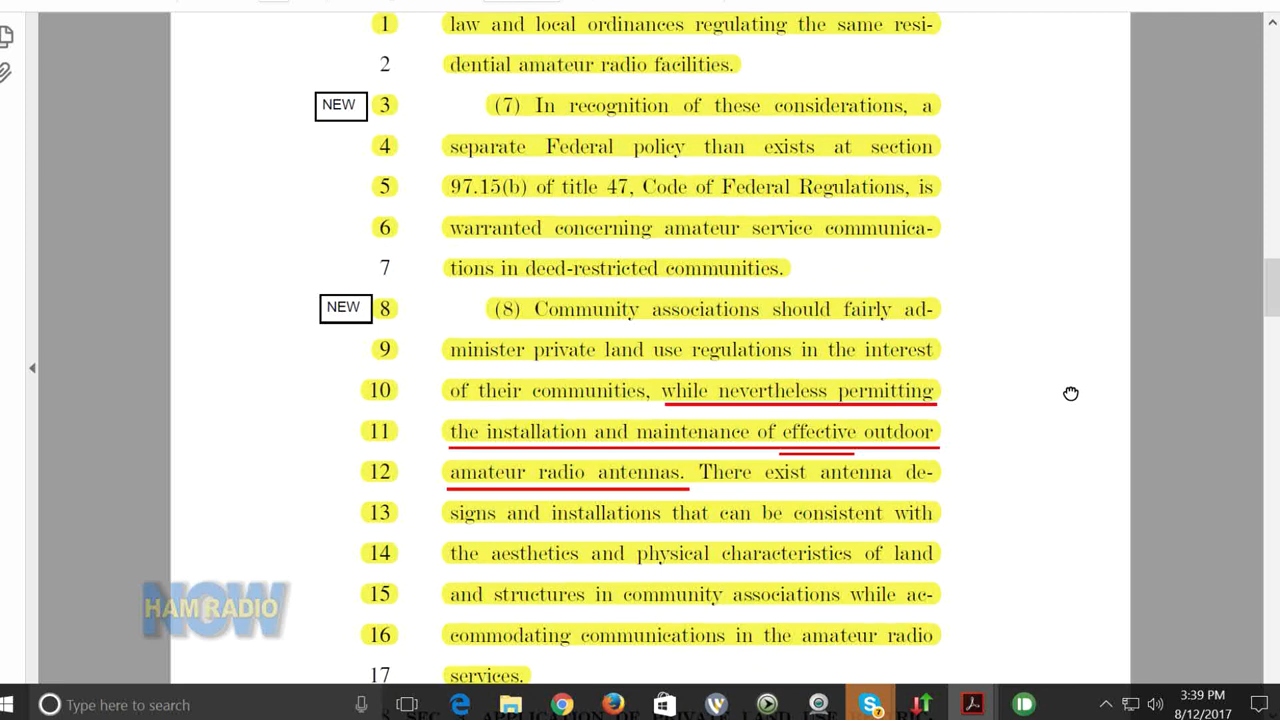 1 law and local ordinances regulating the same resi-
2 dential amateur radio facilities.
NEW 3 (7) In recognition of these considerations, a
4 separate Federal policy than exists at section
5 97.15(b) of title 47, Code of Federal Regulations, is
6 warranted concerning amateur service communica-
7 tions in deed-restricted communities.
NEW 8 (8) Community associations should fairly ad-
9 minister private land use regulations in the interest
10 of their communities, while nevertheless permitting
11 the installation and maintenance of effective outdoor
12 amateur radio antennas. There exist antenna de-
13 signs and installations that can be consistent with
14 the aesthetics and physical characteristics of land
15 and structures in community associations while ac-
16 commodating communications in the amateur radio
17 services.
NOW
HAM RADIO
Type here to search
7
3:39 PM
8/12/2017